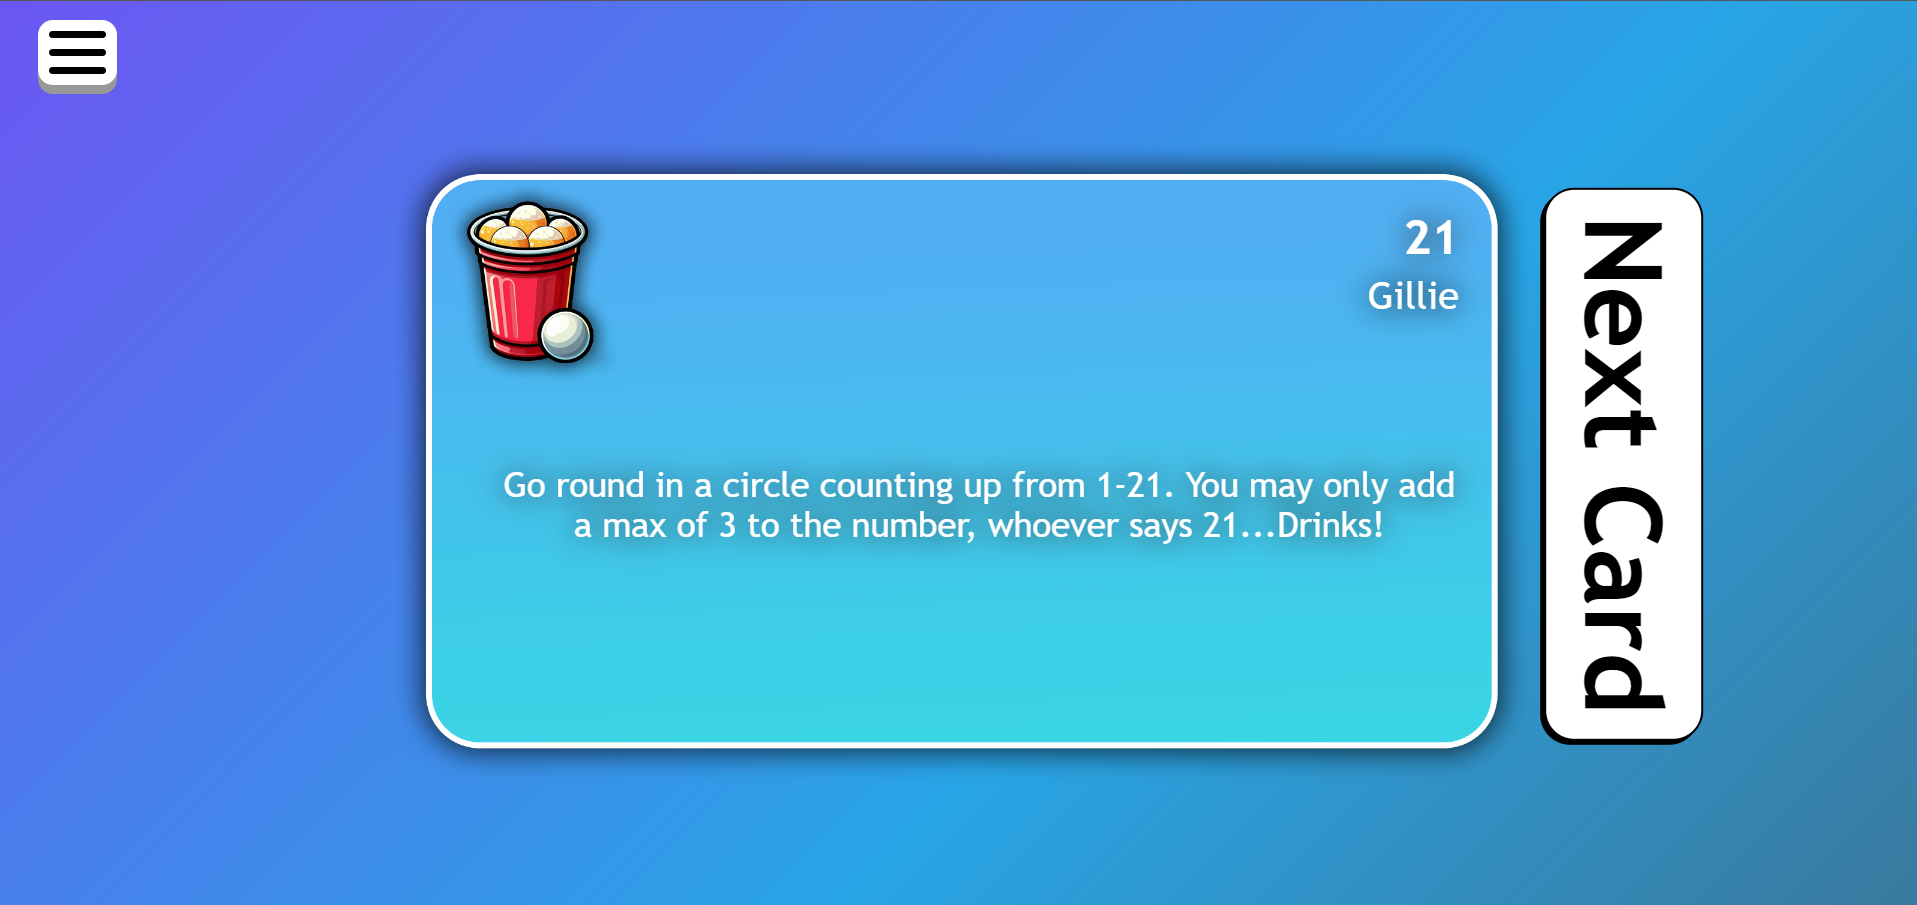 21
Gillie
Go round in a circle counting up from 1-21. You may only add
a max of 3 to the number, whoever says 21...Drinks!
Next Card